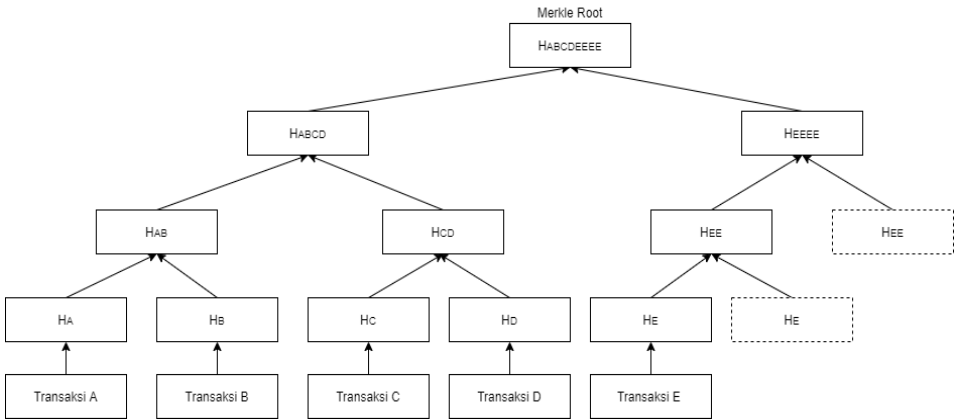 Merkle Root
HABCDEEEE
HABCD
HEEEE
HAB
HCD
HEE
HEE
HA
HB
HC
HD
HE
HE
Transaksi A
Transaksi B
Transaksi C
Transaksi D
Transaksi E